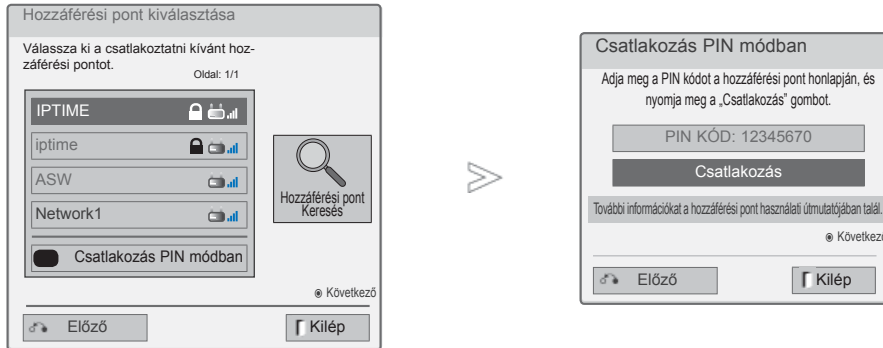 Hozzáférési pont kiválasztása
Válassza ki a csatlakoztatni kívánt hoz-
záférési pontot.
Oldal: 1/1
IPTIME
iptime
ASW
Network1
Csatlakozás PIN módban
Hozzáférési pont
Keresés
Következő
Előző
Kilép
Csatlakozás PIN módban
Adja meg a PIN kódot a hozzáférési pont honlapján, és
nyomja meg a „Csatlakozás” gombot.
PIN KÓD: 12345670
Csatlakozás
További információkat a hozzáférési pont használati útmutatójában talál.
Következő
Előző
Kilép